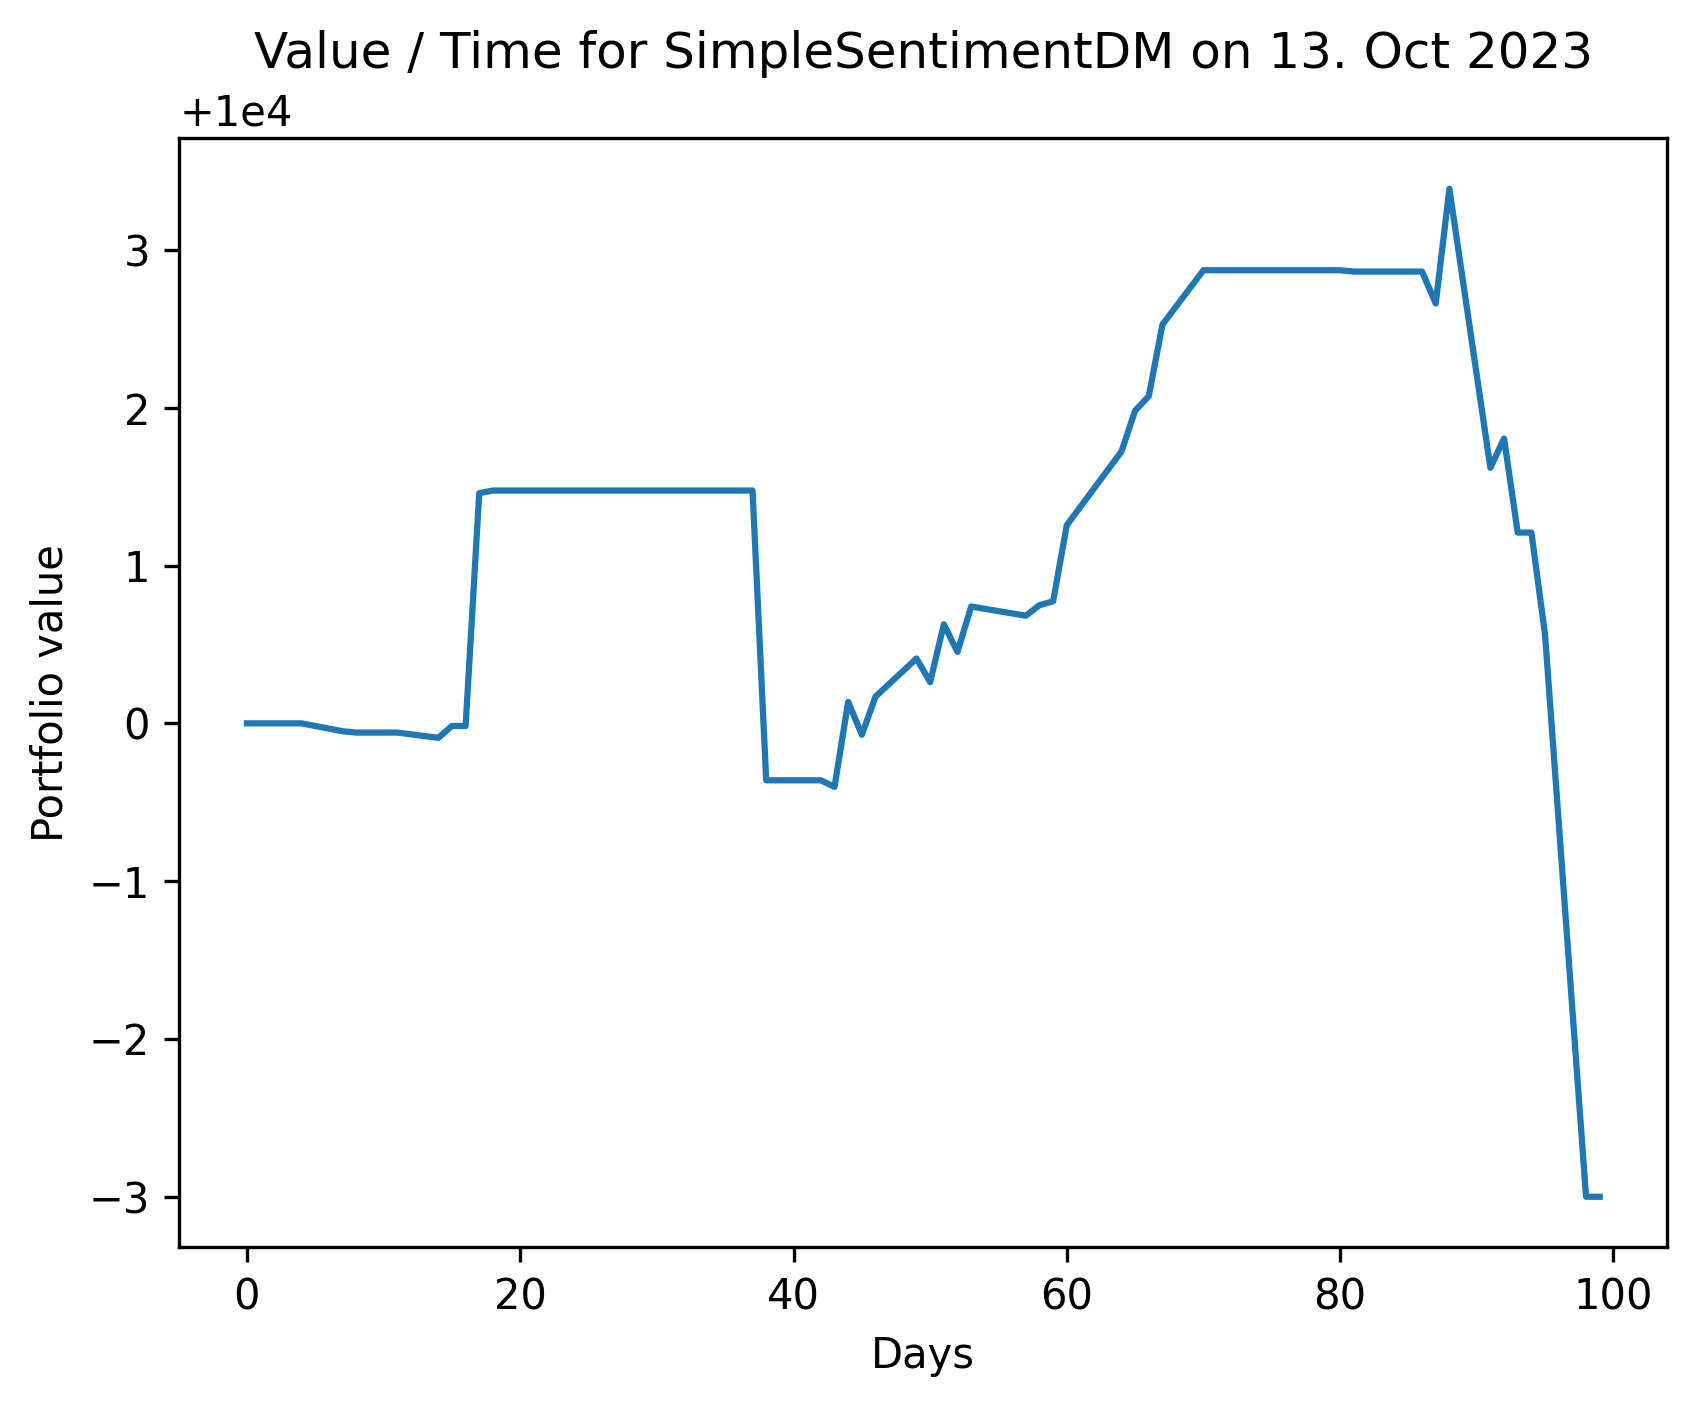 Value / Time for SimpleSentimentDM on 13. Oct 2023
+1e4
3
2
1
0
−1
−2
−3
Portfolio value
0 20 40 60 80 100
Days